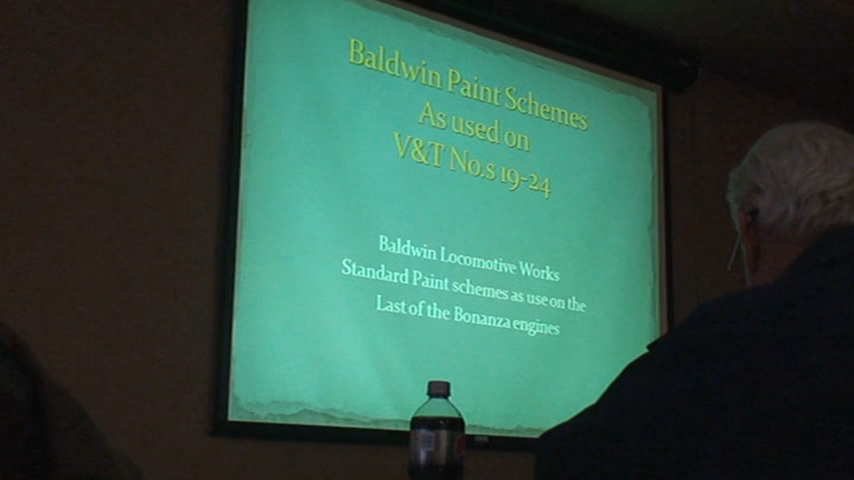 Baldwin Paint Schemes
As used on
V&T No.s 19-24
Baldwin Locomotive Works
Standard Paint schemes as use on the
Last of the Bonanza engines